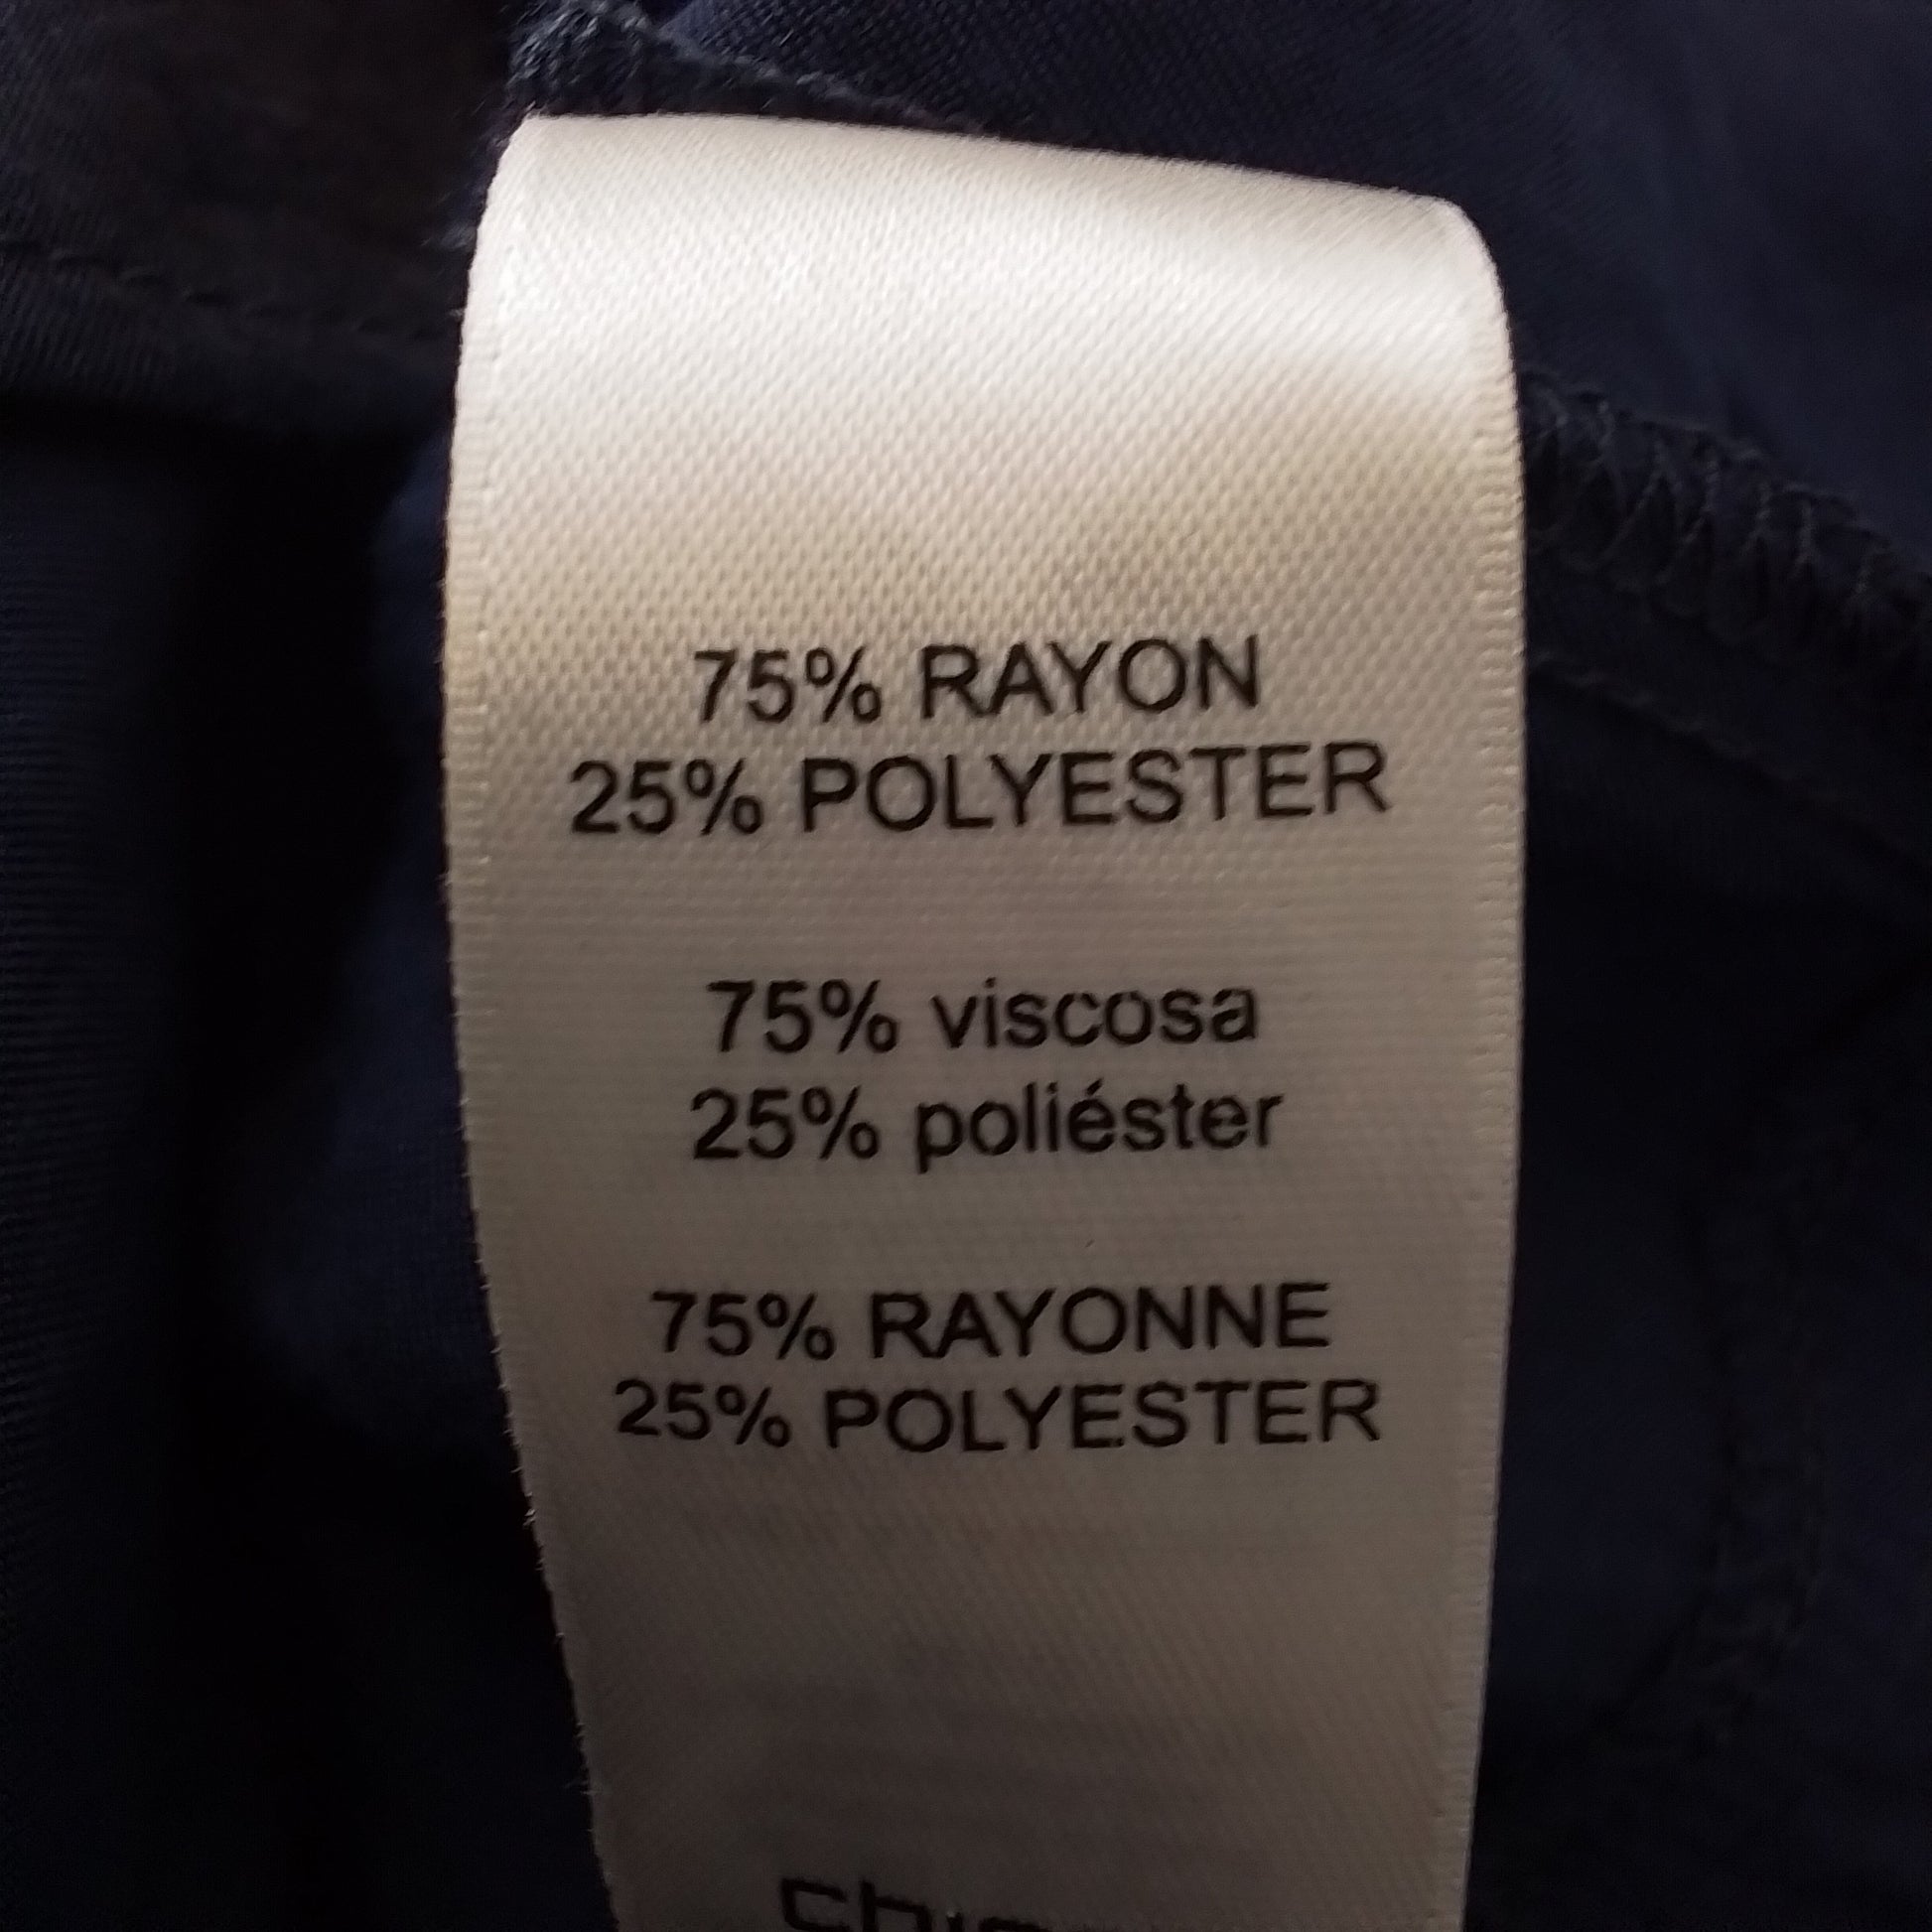 75% RAYON
25% POLYESTER
75% viscosa
25% poliéster
75% RAYONNE
25% POLYESTER